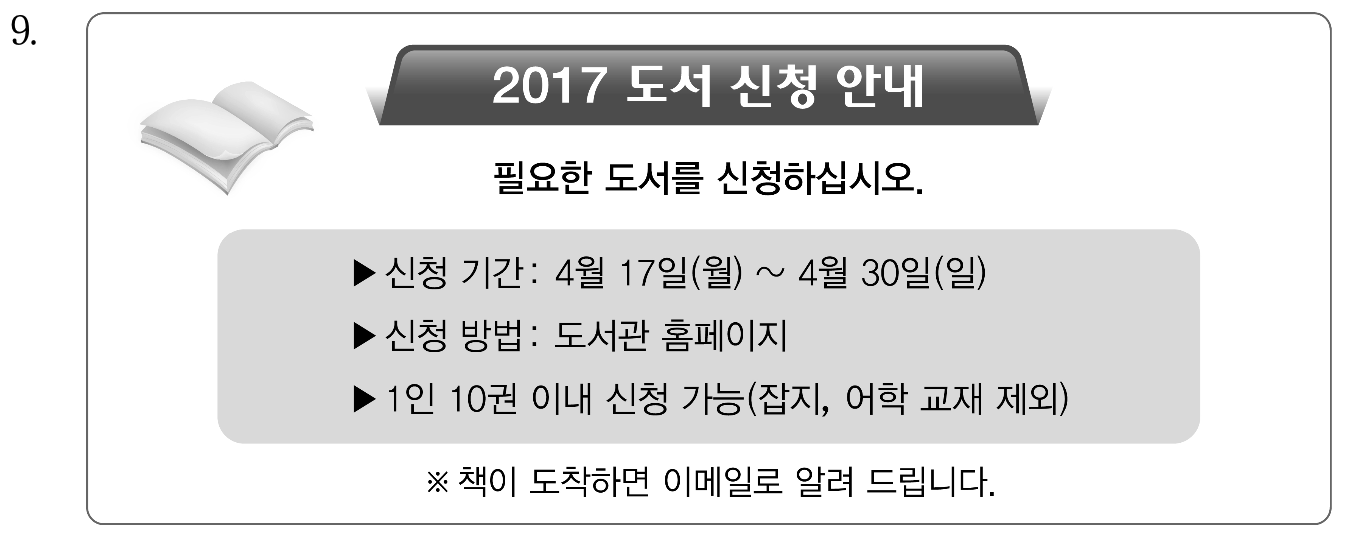 9.
2017 도서 신청 안내
필요한 도서를 신청하십시오.
▶ 신청 기간: 4월 17일(월) ~ 4월 30일(일)
▶ 신청 방법: 도서관 홈페이지
▶ 1인 10권 이내 신청 가능(잡지, 어학 교재 제외)
※ 책이 도착하면 이메일로 알려 드립니다.